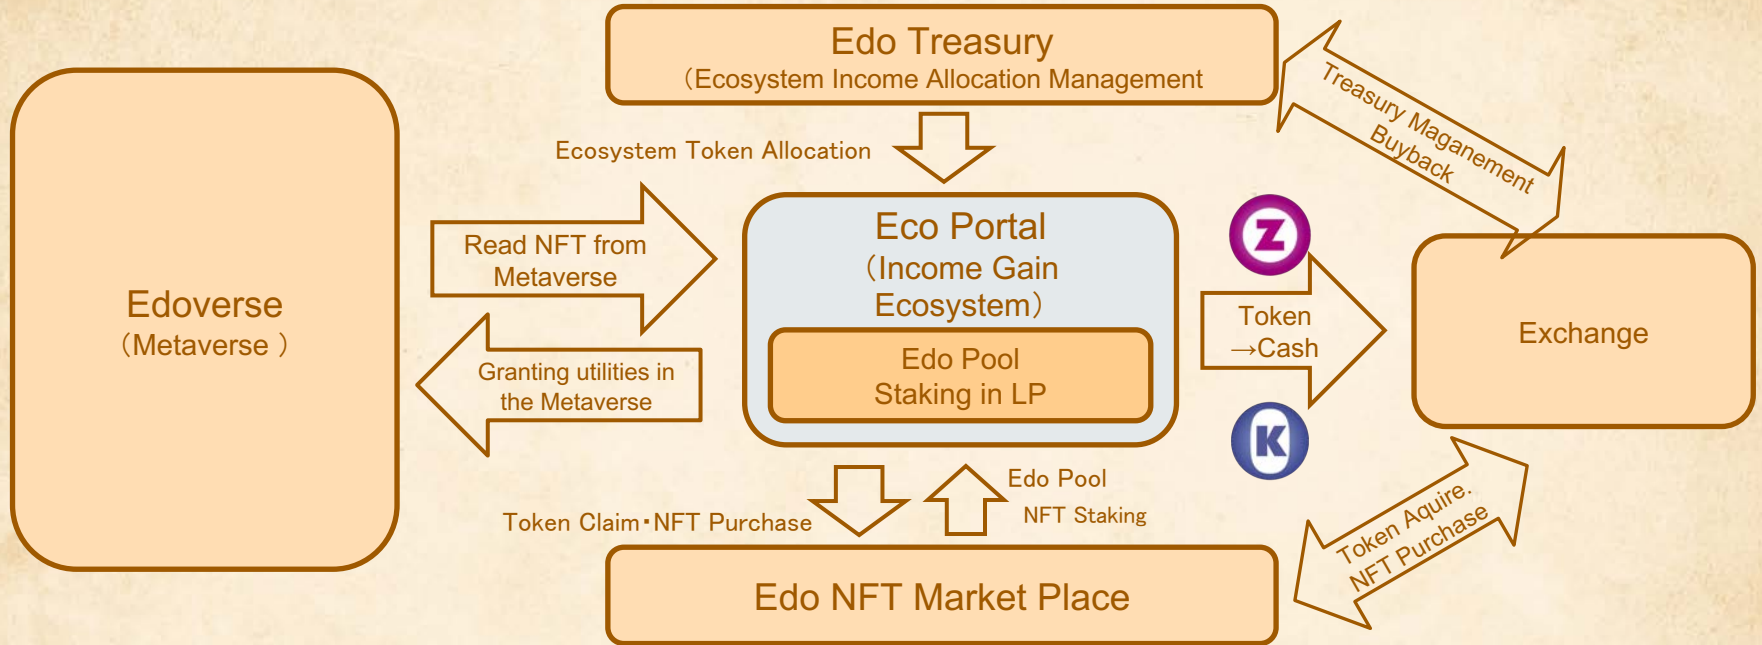 Edo Treasury
（Ecosystem Income Allocation Management
Treasury Maganement
Buyback
Ecosystem Token Allocation
Edoverse
（Metaverse ）
Read NFT from
Metaverse
Granting utilities in
the Metaverse
Eco Portal
（Income Gain
Ecosystem）
Edo Pool
Staking in LP
Z
Token
→Cash
K
Exchange
Token Claim・NFT Purchase
Edo Pool
NFT Staking
Token Aquire.
NFT Purchase
Edo NFT Market Place